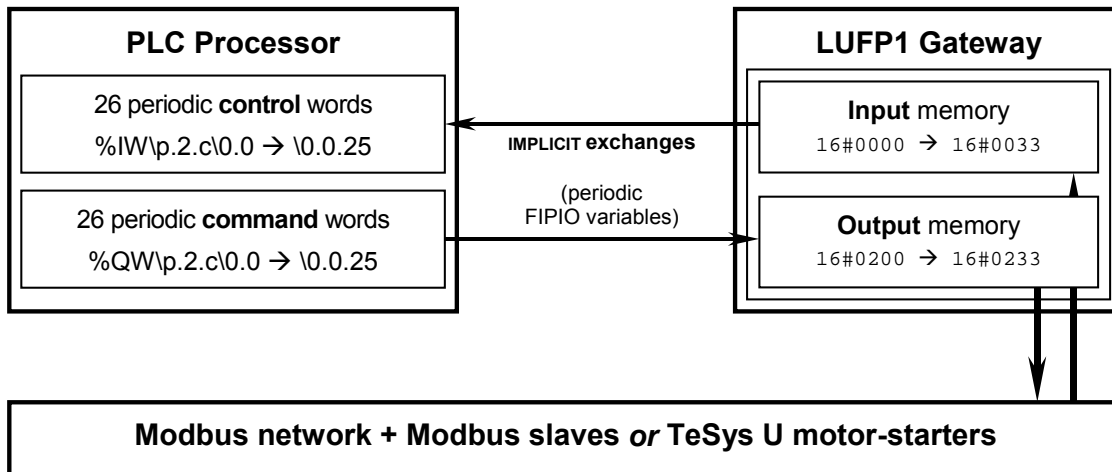 PLC Processor
26 periodic control words
%IW\p.2.c\0.0 → \0.0.25
26 periodic command words
%QW\p.2.c\0.0 → \0.0.25
IMPLICIT exchanges
(periodic
FIPIO variables)
LUFP1 Gateway
Input memory
16#0000 → 16#0033
Output memory
16#0200 → 16#0233
Modbus network + Modbus slaves or TeSys U motor-starters